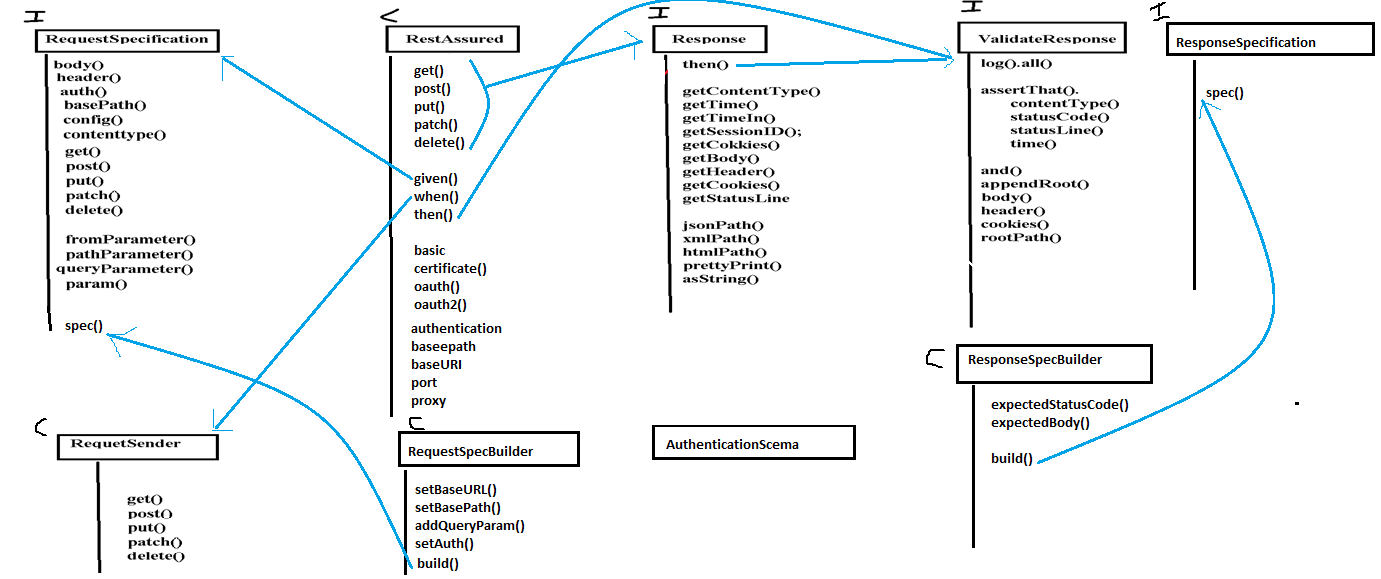 I
RequestSpecification
body()
header()
auth()
basePath()
config()
contenttype()
get()
post()
put()
patch()
delete()
fromParameter()
pathParameter()
queryParameter()
param()
spec()
C
RestAssured
get()
post()
put()
patch()
delete()
given()
when()
then()
basic
certificate()
oauth()
oauth2()
authentication
baseepath
baseURI
port
proxy
I
Response
then()
getContentType()
getTime()
getTimeIn()
getSessionID();
getCokkies()
getBody()
getHeader()
getCookies()
getStatusLine
jsonPath()
xmlPath()
htmlPath()
prettyPrint()
asString()
I
ValidateResponse
log().all()
assertThat().
contentType()
statusCode()
statusLine()
time()
and()
appendRoot()
body()
header()
cookies()
rootPath()
I
ResponseSpecification
spec()
C
RequetSender
get()
post()
put()
patch()
delete()
C
RequestSpecBuilder
setBaseURL()
setBasePath()
addQueryParam()
setAuth()
build()
AuthenticationScema
C
ResponseSpecBuilder
expectedStatusCode()
expectedBody()
build()